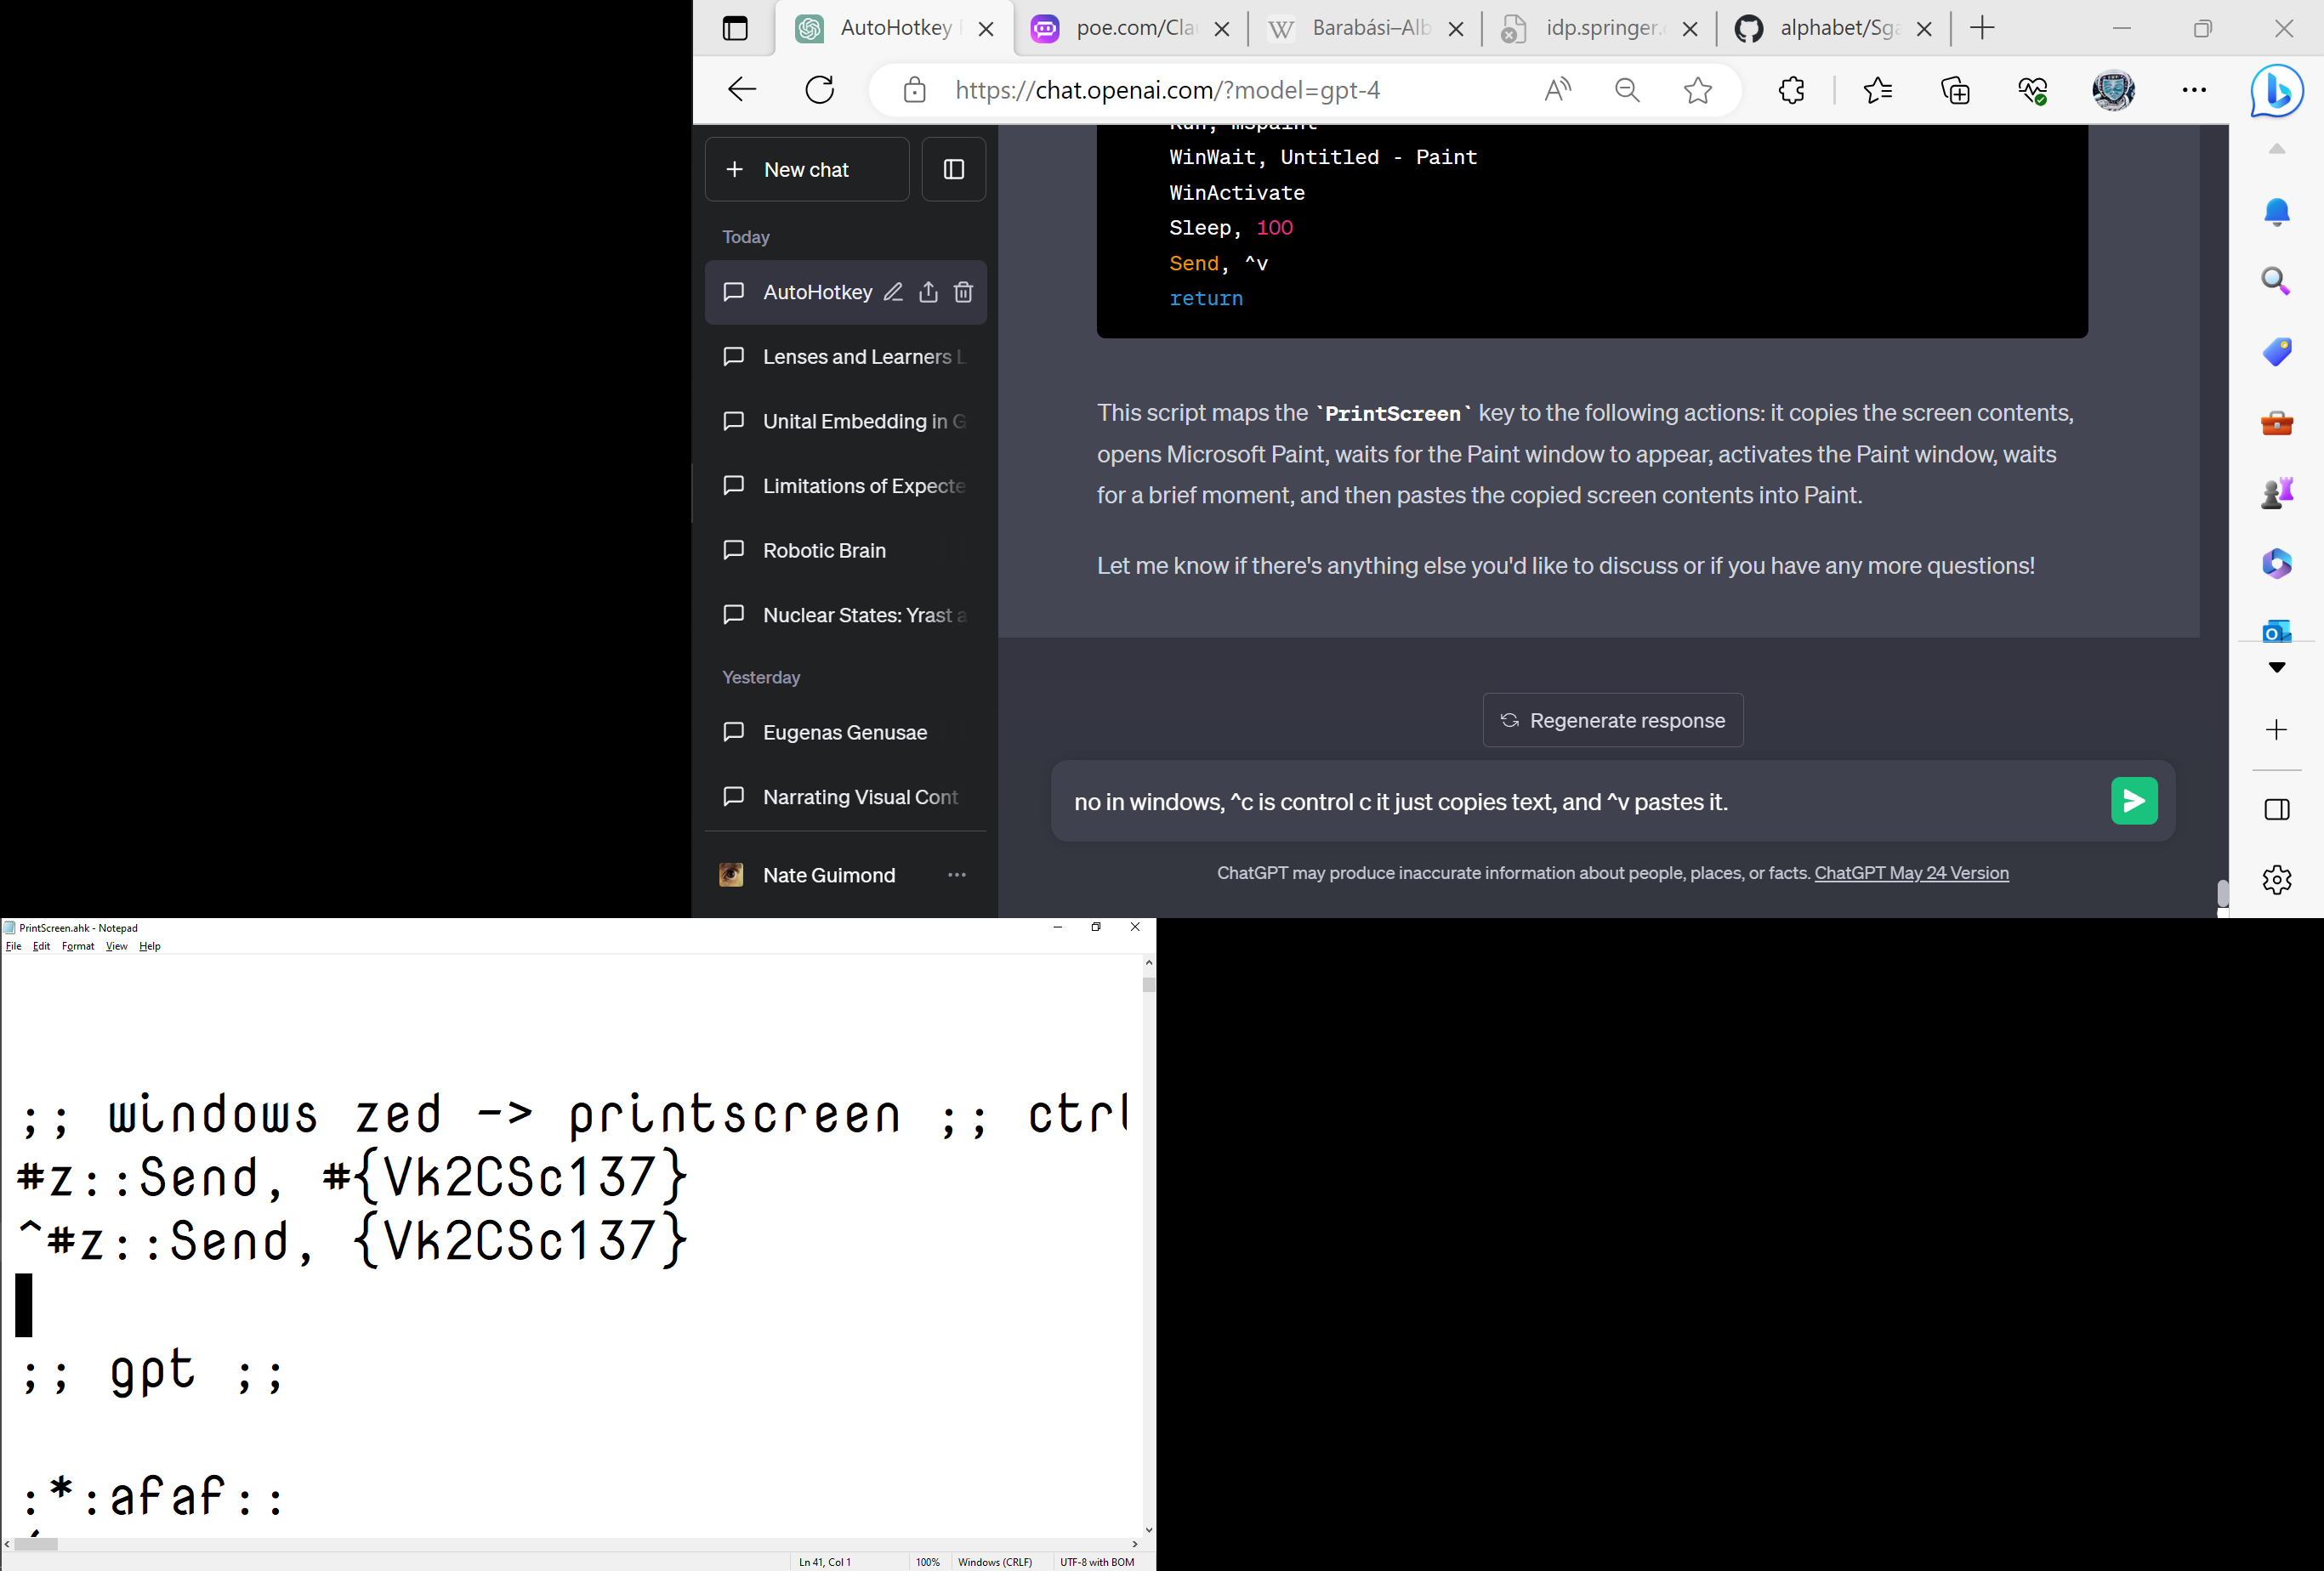 AutoHotkey
poe.com/Cla
Barabási–Alb
idp.springer.
alphabet/Sga
https://chat.openai.com/?model=gpt-4
New chat
Today
AutoHotkey
Lenses and Learners L
Unital Embedding in G
Limitations of Expecte
Robotic Brain
Nuclear States: Yrast a
Yesterday
Eugenas Genusae
Narrating Visual Cont
Nate Guimond
Run, mspaint
WinWait, Untitled - Paint
WinActivate
Sleep, 100
Send, ^v
return
This script maps the `PrintScreen` key to the following actions: it copies the screen contents,
opens Microsoft Paint, waits for the Paint window to appear, activates the Paint window, waits
for a brief moment, and then pastes the copied screen contents into Paint.
Let me know if there's anything else you'd like to discuss or if you have any more questions!
Regenerate response
no in windows, ^c is control c it just copies text, and ^v pastes it.
ChatGPT may produce inaccurate information about people, places, or facts. ChatGPT May 24 Version
PrintScreen.ahk - Notepad
File Edit Format View Help
;; windows zed -> printscreen ;; ctrl
#z::Send, #{Vk2CSc137}
^#z::Send, {Vk2CSc137}
;; gpt ;;
:*:afaf::
Ln 41, Col 1
100%
Windows (CRLF)
UTF-8 with BOM